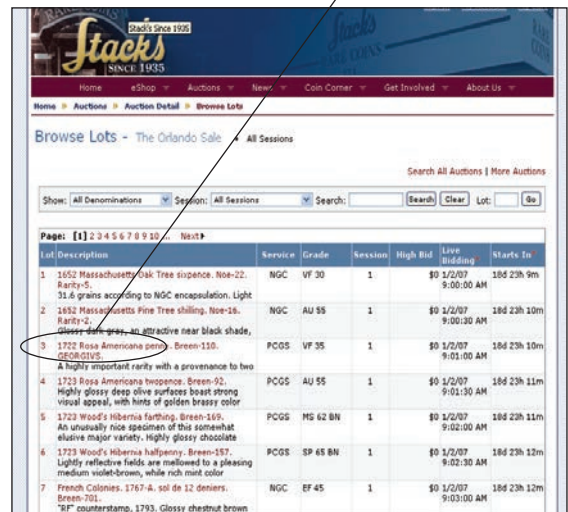 Stack's Since 1935
Stacks
SINCE 1935
Home eShop Auctions News Coin Corner Get Involved About Us
Home Auctions Auction Detail Browse Lots
Browse Lots - The Orlando Sale All Sessions
Search All Auctions | More Auctions
Show: All Denominations Session: All Sessions Search: Search Clear Lot: Go
Page: [1] 2 3 4 5 6 7 8 9 10 ... Next
Lot Description Service Grade Session High Bid Live Bidding* Starts In*
1 1652 Massachusetts Oak Tree sixpence. Noe-22. NGC VF 30 1 $0 1/2/07 18d 23h 9m
Rarity-5. 9:00:00 AM
31.6 grains according to NGC encapsulation. Light
2 1652 Massachusetts Pine Tree shilling. Noe-16. NGC AU 55 1 $0 1/2/07 18d 23h 10m
Rarity-2. 9:00:30 AM
Glossy dark gray, an attractive near black shade,
3 1722 Rosa Americana penny. Breen-110. PCGS VF 35 1 $0 1/2/07 18d 23h 10m
GEORGIVS. 9:01:00 AM
A highly important rarity with a provenance to two
4 1723 Rosa Americana twopence. Breen-92. PCGS AU 55 1 $0 1/2/07 18d 23h 11m
Highly glossy deep olive surfaces boast strong 9:01:30 AM
visual appeal, with hints of golden brassy color
5 1723 Wood's Hibernia farthing. Breen-169. PCGS MS 62 BN 1 $0 1/2/07 18d 23h 11m
An unusually nice specimen of this somewhat 9:02:00 AM
elusive major variety. Highly glossy chocolate
6 1723 Wood's Hibernia halfpenny. Breen-157. PCGS SP 65 BN 1 $0 1/2/07 18d 23h 12m
Lightly reflective fields are mellowed to a pleasing 9:02:30 AM
medium violet-brown, while rich mint color
7 French Colonies. 1767-A. sol de 12 deniers. NGC EF 45 1 $0 1/2/07 18d 23h 12m
Breen-701. 9:03:00 AM
"RF" counterstamp, 1793. Glossy chestnut brown